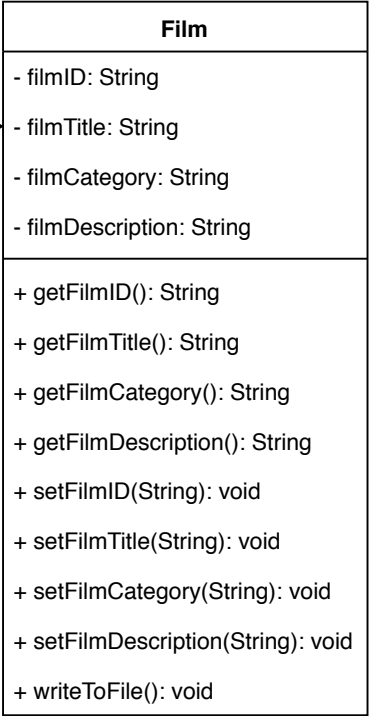 Film
- filmID: String
- filmTitle: String
- filmCategory: String
- filmDescription: String
+ getFilmID(): String
+ getFilmTitle(): String
+ getFilmCategory(): String
+ getFilmDescription(): String
+ setFilmID(String): void
+ setFilmTitle(String): void
+ setFilmCategory(String): void
+ setFilmDescription(String): void
+ writeToFile(): void